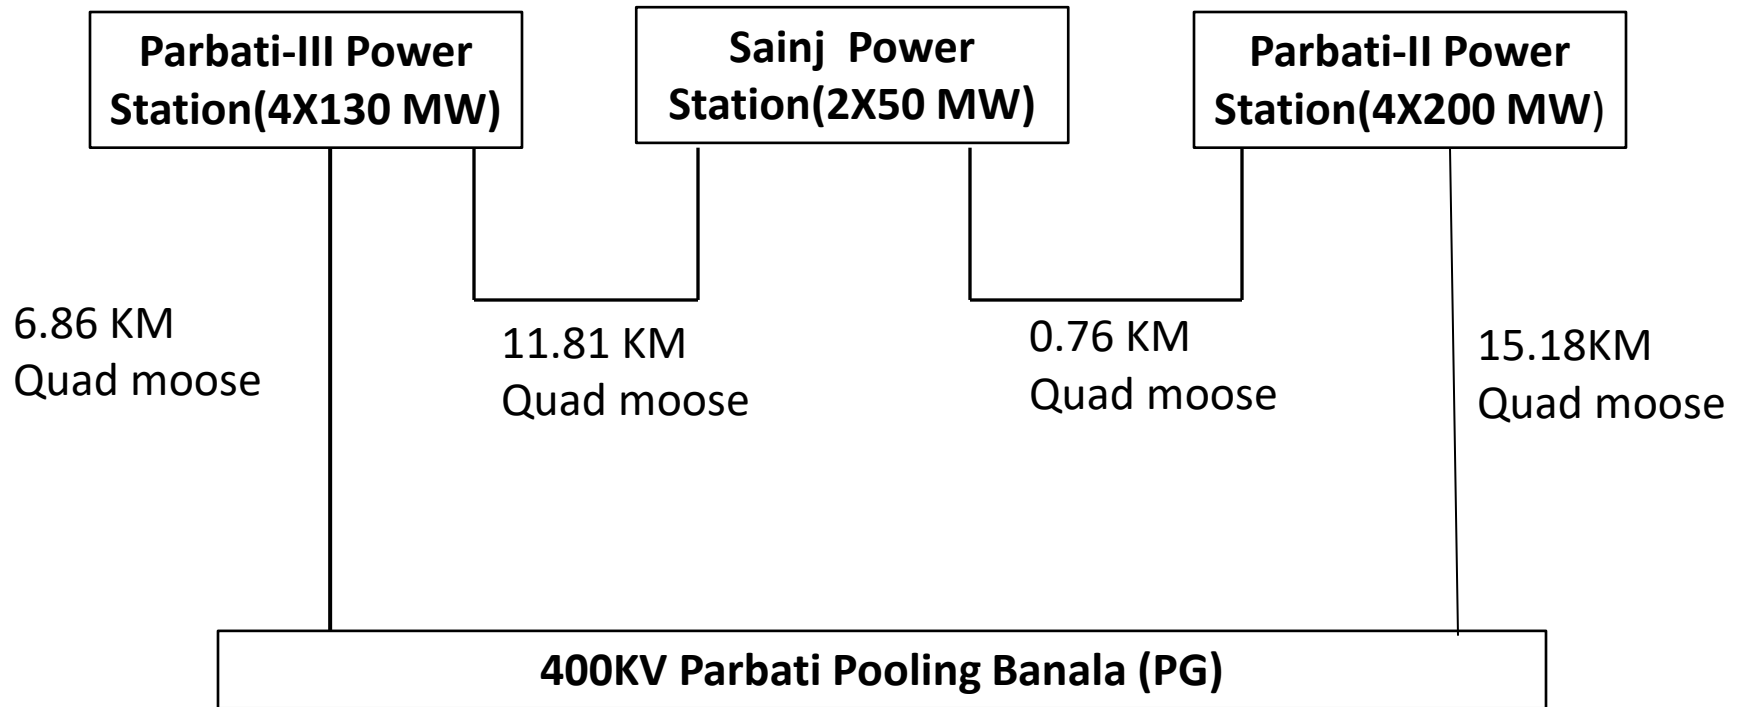 Parbati-III Power
Station(4X130 MW)
Sainj  Power
Station(2X50 MW)
Parbati-II Power
Station(4X200 MW)
6.86 KM
Quad moose
11.81 KM
Quad moose
0.76 KM
Quad moose
15.18KM
Quad moose
400KV Parbati Pooling Banala (PG)